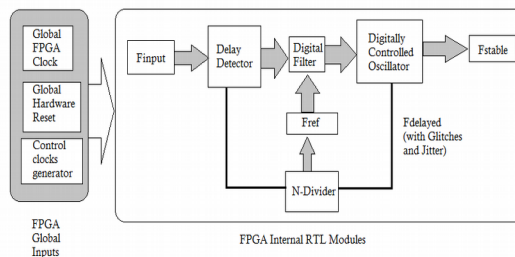 Global
FPGA
Clock
Global
Hardware
Reset
Control
clocks
generator
FPGA
Global
Inputs
Finput
Delay
Detector
Digital
Filter
Digitally
Controlled
Oscillator
Fstable
Fref
Fdelayed
(with Glitches
and Jitter)
N-Divider
FPGA Internal RTL Modules